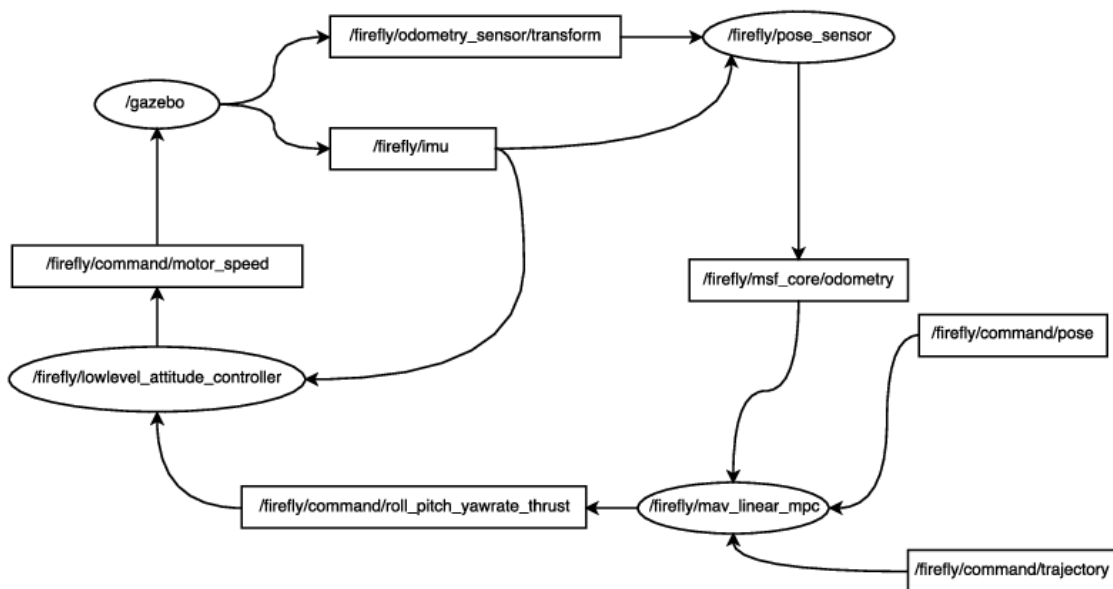 /firefly/odometry_sensor/transform
/firefly/pose_sensor
/gazebo
/firefly/imu
/firefly/command/motor_speed
/firefly/msf_core/odometry
/firefly/command/pose
/firefly/lowlevel_attitude_controller
/firefly/command/roll_pitch_yawrate_thrust
/firefly/mav_linear_mpc
/firefly/command/trajectory